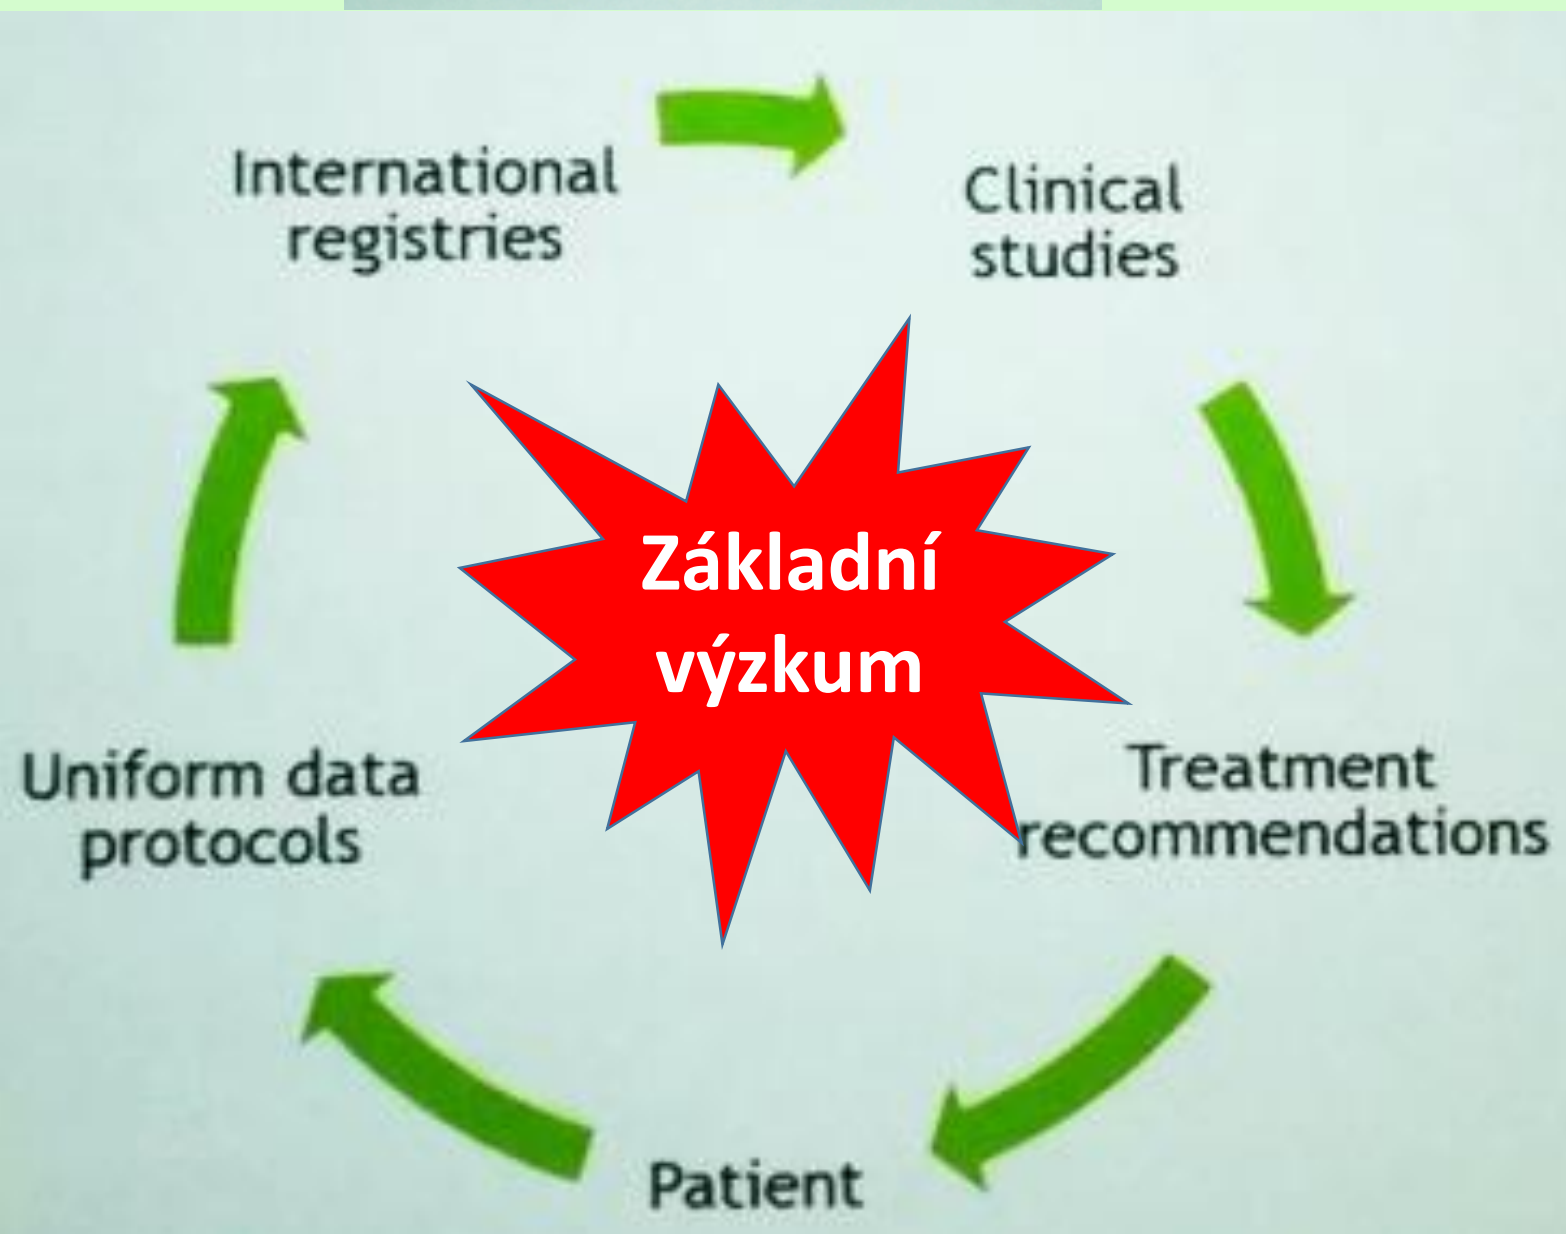 International
registries
Clinical
studies
Základní
výzkum
Uniform data
protocols
Treatment
recommendations
Patient